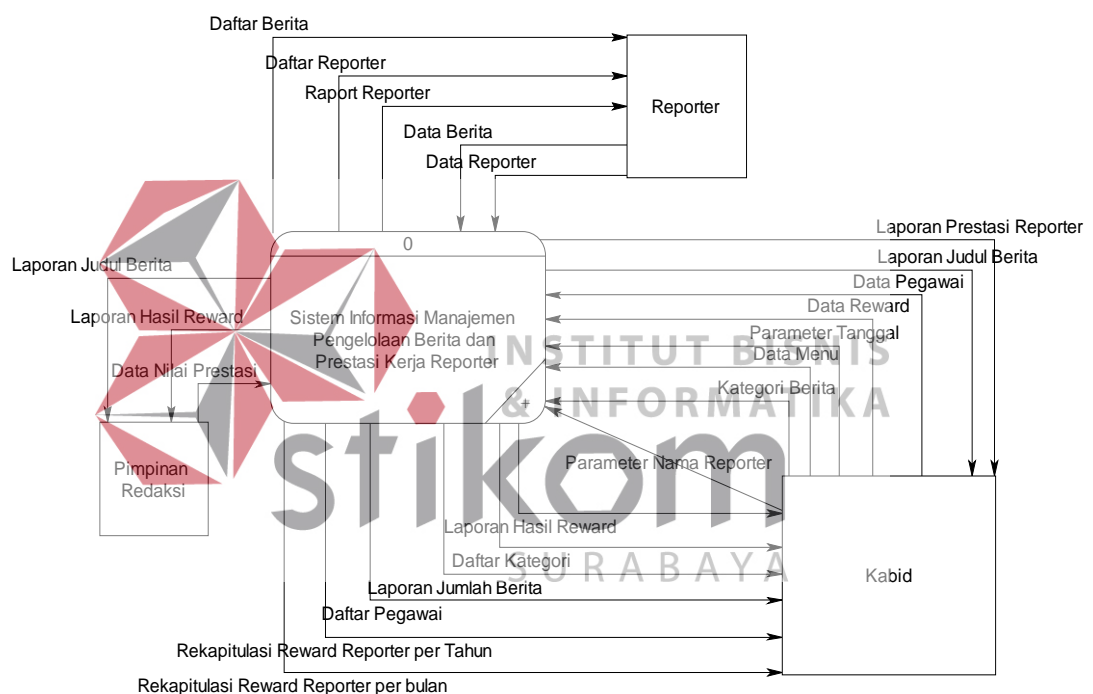 Daftar Berita
Daftar Reporter
Raport Reporter
Reporter
Data Berita
Data Reporter
Laporan Prestasi Reporter
0
Laporan Judul Berita
Laporan Judul Berita
Data Pegawai
Data Reward
Laporan Hasil Reward
Sistem Informasi Manajemen
Pengelolaan Berita dan
Prestasi Kerja Reporter
Parameter Tanggal
INSTITUT BISNIS
Data Menu
Data Nilai Prestasi
Kategori Berita
& INFORMATIKA
+
stikom
Pimpinan
Redaksi
Parameter Nama Reporter
Laporan Hasil Reward
Daftar Kategori
SURABAYA
Kabid
Laporan Jumlah Berita
Daftar Pegawai
Rekapitulasi Reward Reporter per Tahun
Rekapitulasi Reward Reporter per bulan